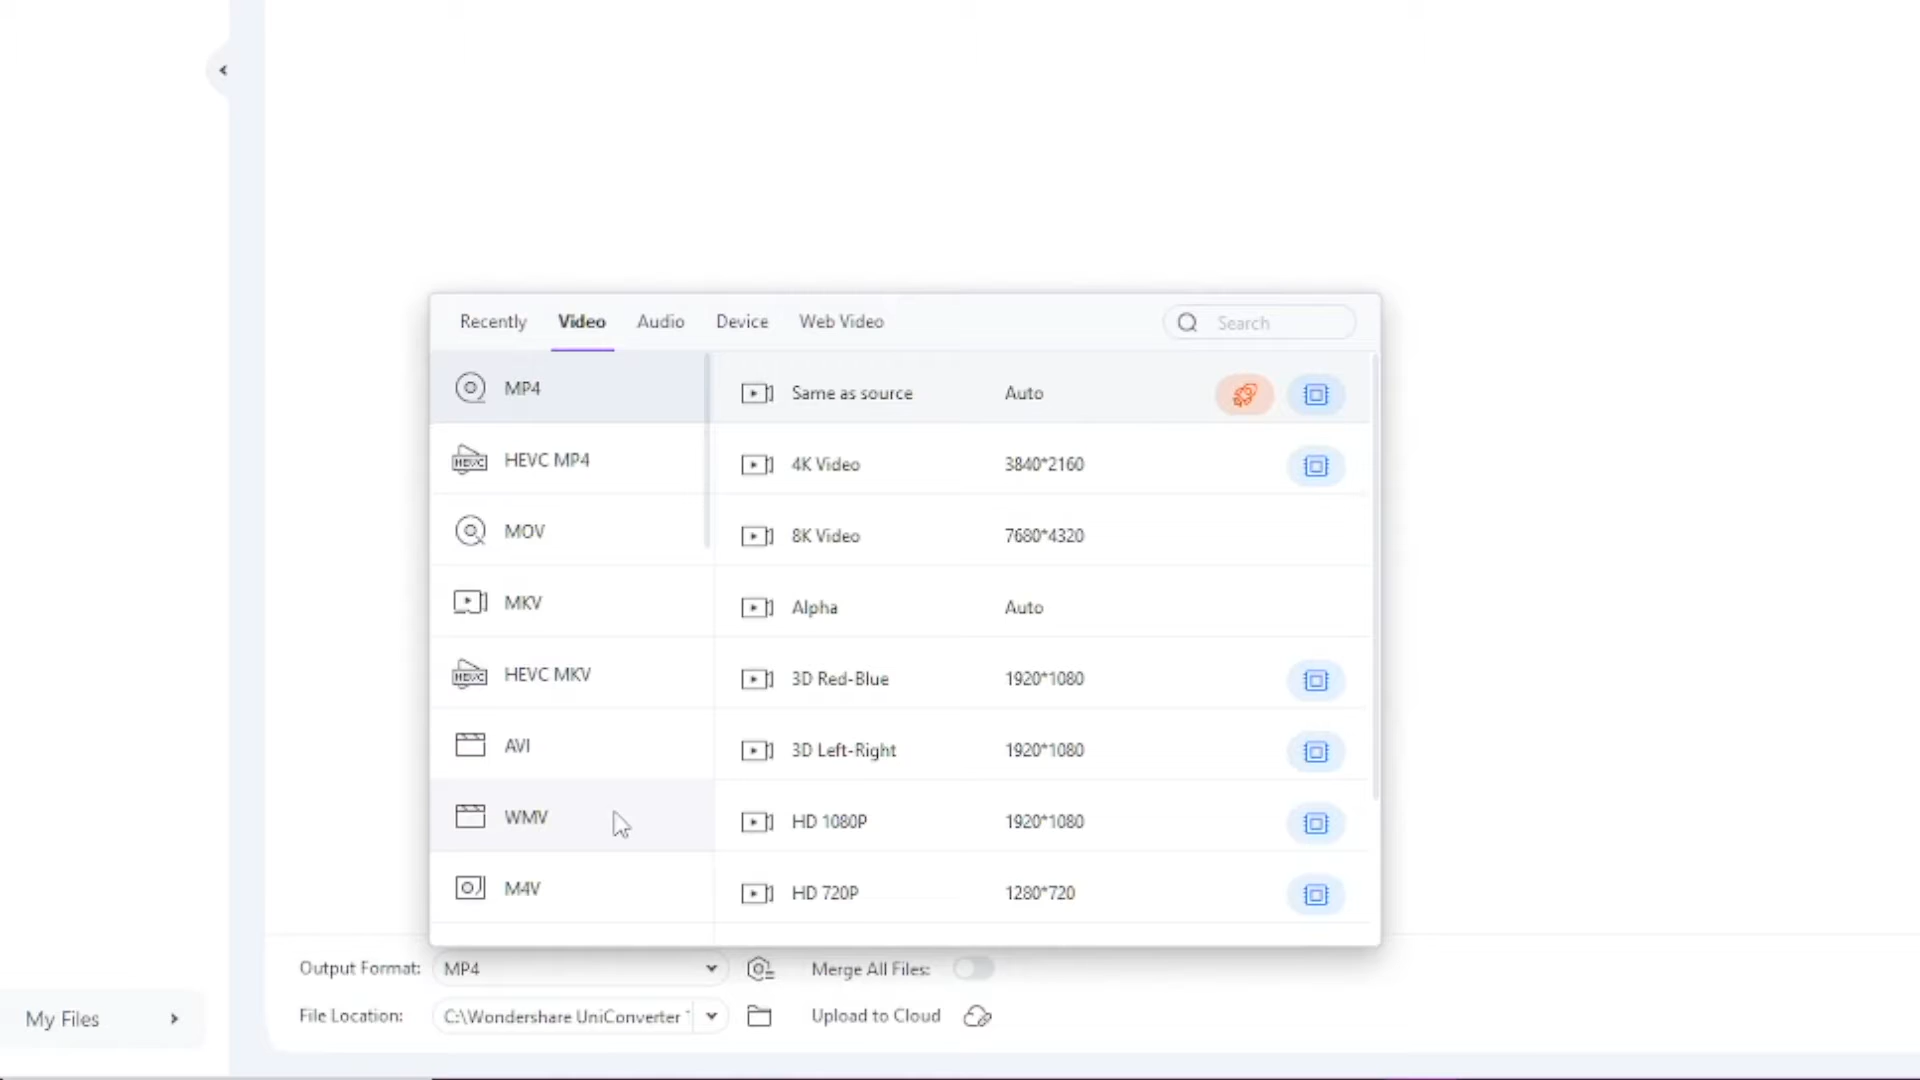 Recently Video Audio Device Web Video Search
MP4
HEVC MP4
MOV
MKV
HEVC MKV
AVI
WMV
M4V
Same as source Auto
4K Video 3840*2160
8K Video 7680*4320
Alpha Auto
3D Red-Blue 1920*1080
3D Left-Right 1920*1080
HD 1080P 1920*1080
HD 720P 1280*720
Output Format: MP4 Merge All Files:
File Location: C:\Wondershare UniConverter Upload to Cloud
My Files